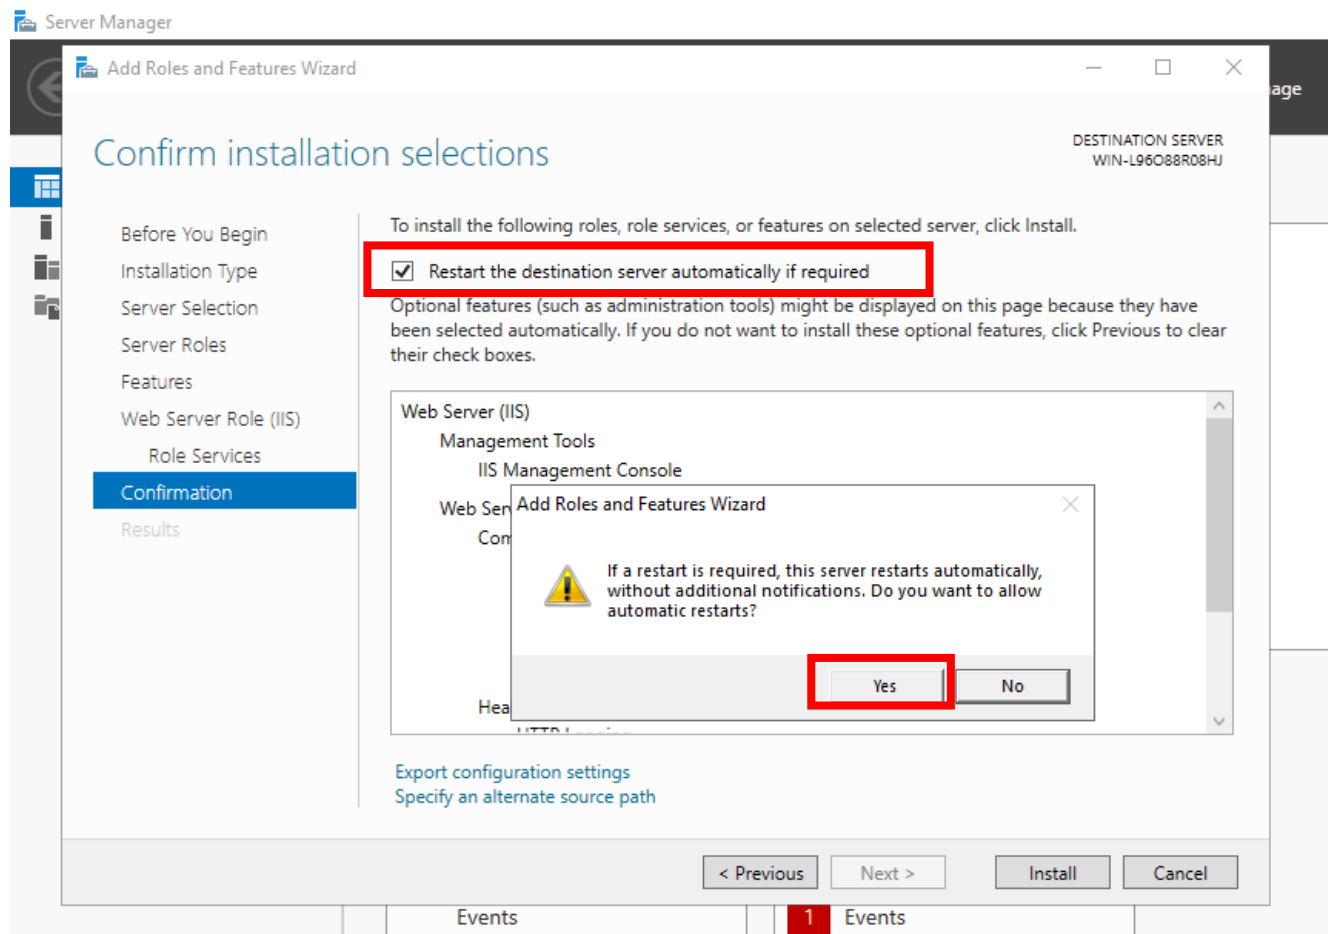 Server Manager
Add Roles and Features Wizard
age
Confirm installation selections
DESTINATION SERVER
WIN-L96O88R08HJ
Before You Begin
Installation Type
Server Selection
Server Roles
Features
Web Server Role (IIS)
Role Services
Confirmation
Results
To install the following roles, role services, or features on selected server, click Install.
Restart the destination server automatically if required
Optional features (such as administration tools) might be displayed on this page because they have
been selected automatically. If you do not want to install these optional features, click Previous to clear
their check boxes.
Web Server (IIS)
Management Tools
IIS Management Console
Web Ser
Com
Hea
Add Roles and Features Wizard
If a restart is required, this server restarts automatically,
without additional notifications. Do you want to allow
automatic restarts?
Yes
No
Export configuration settings
Specify an alternate source path
< Previous
Next >
Install
Cancel
Events
1
Events